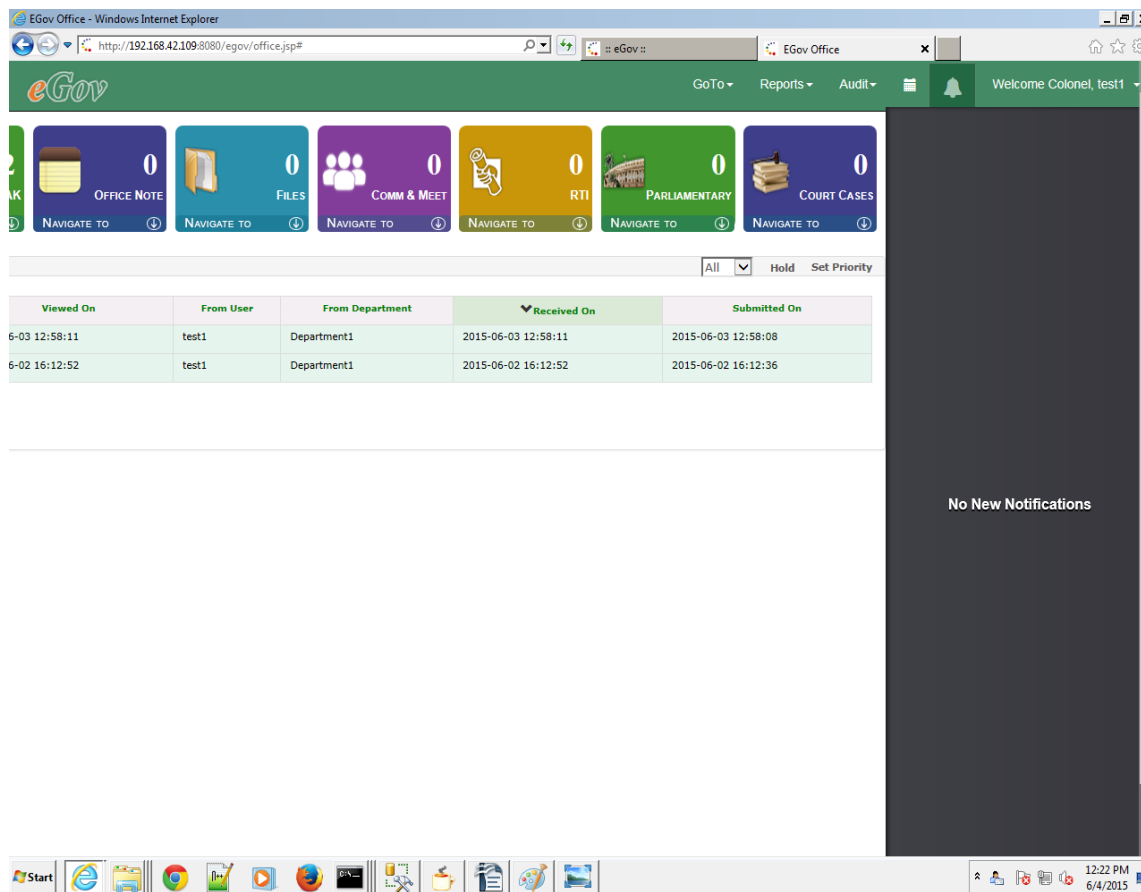 EGov Office - Windows Internet Explorer
http://192.168.42.109:8080/egov/office.jsp#
:: eGov ::
EGov Office
eGov
GoTo
Reports
Audit
Welcome Colonel, test1
0
OFFICE NOTE
NAVIGATE TO
0
FILES
NAVIGATE TO
0
COMM & MEET
NAVIGATE TO
0
RTI
NAVIGATE TO
0
PARLIAMENTARY
NAVIGATE TO
0
COURT CASES
NAVIGATE TO
All
Hold
Set Priority
Viewed On From User From Department Received On Submitted On
6-03 12:58:11 test1 Department1 2015-06-03 12:58:11 2015-06-03 12:58:08
6-02 16:12:52 test1 Department1 2015-06-02 16:12:52 2015-06-02 16:12:36
No New Notifications
Start
12:22 PM
6/4/2015